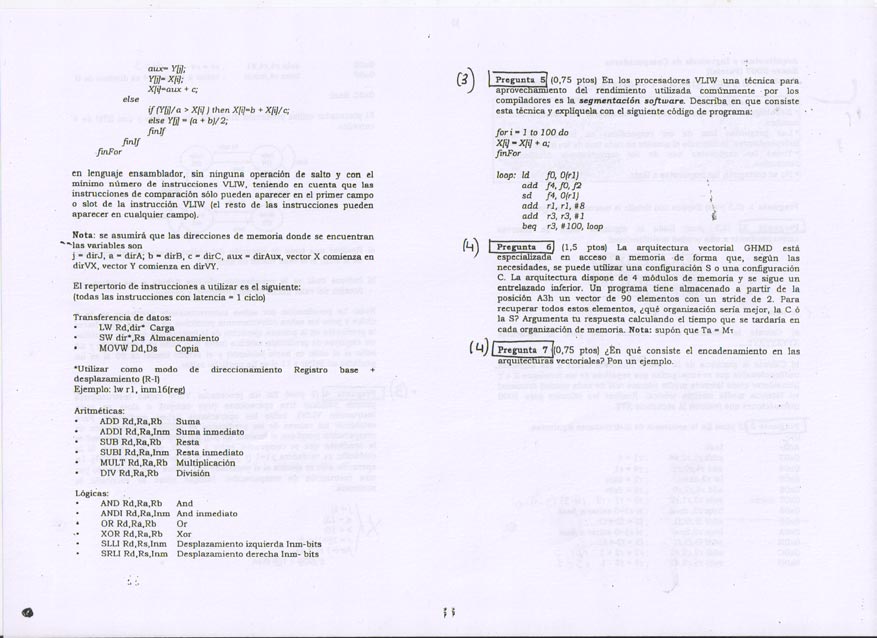 aux= Y[j];
Y[j]= X[i];
X[i]=aux + c;
else
if (Y[j]/a > X[i] ) then X[i]=b + X[i]/c;
else Y[j] = (a + b)/2;
finIf
finIf
finFor
en lenguaje ensamblador, sin ninguna operación de salto y con el
mínimo número de instrucciones VLIW, teniendo en cuenta que las
instrucciones de comparación sólo pueden aparecer en el primer campo
o slot de la instrucción VLIW (el resto de las instrucciones pueden
aparecer en cualquier campo).
Nota: se asumirá que las direcciones de memoria donde se encuentran
las variables son
j = dirJ, a = dirA; b = dirB, c = dirC, aux = dirAux, vector X comienza en
dirVX, vector Y comienza en dirVY.
El repertorio de instrucciones a utilizar es el siguiente:
(todas las instrucciones con latencia = 1 ciclo)
Transferencia de datos:
• LW Rd,dir* Carga
• SW dir*,Rs Almacenamiento
• MOVW Dd,Ds Copia
*Utilizar como modo de direccionamiento Registro base +
desplazamiento (R-I)
Ejemplo: lw r1, inm16(reg)
Aritméticas:
• ADD Rd,Ra,Rb Suma
• ADDI Rd,Ra,Inm Suma inmediato
• SUB Rd,Ra,Rb Resta
• SUBI Rd,Ra,Inm Resta inmediato
• MULT Rd,Ra,Rb Multiplicación
• DIV Rd,Ra,Rb División
Lógicas:
• AND Rd,Ra,Rb And
• ANDI Rd,Ra,Inm And inmediato
• OR Rd,Ra,Rb Or
• XOR Rd,Ra,Rb Xor
• SLLI Rd,Rs,Inm Desplazamiento izquierda Inm-bits
• SRLI Rd,Rs,Inm Desplazamiento derecha Inm- bits
(3) Pregunta 5 (0,75 ptos) En los procesadores VLIW una técnica para
aprovechamiento del rendimiento utilizada comúnmente por los
compiladores es la segmentación software. Describa en que consiste
esta técnica y explíquela con el siguiente código de programa:
for i = 1 to 100 do
X[i] = X[i] + a;
finFor
loop: ld f0, 0(r1)
add f4, f0, f2
sd f4, 0(r1)
add r1, r1, #8
add r3, r3, #1
beq r3, #100, loop
(4) Pregunta 6 (1,5 ptos) La arquitectura vectorial GHMD está
especializada en acceso a memoria de forma que, según las
necesidades, se puede utilizar una configuración S o una configuración
C. La arquitectura dispone de 4 módulos de memoria y se sigue un
entrelazado inferior. Un programa tiene almacenado a partir de la
posición A3h un vector de 90 elementos con un stride de 2. Para
recuperar todos estos elementos, ¿qué organización sería mejor, la C ó
la S? Argumenta tu respuesta calculando el tiempo que se tardaría en
cada organización de memoria. Nota: supón que Ta = Mτ
(4) Pregunta 7 (0,75 ptos) ¿En qué consiste el encadenamiento en las
arquitecturas vectoriales? Pon un ejemplo.